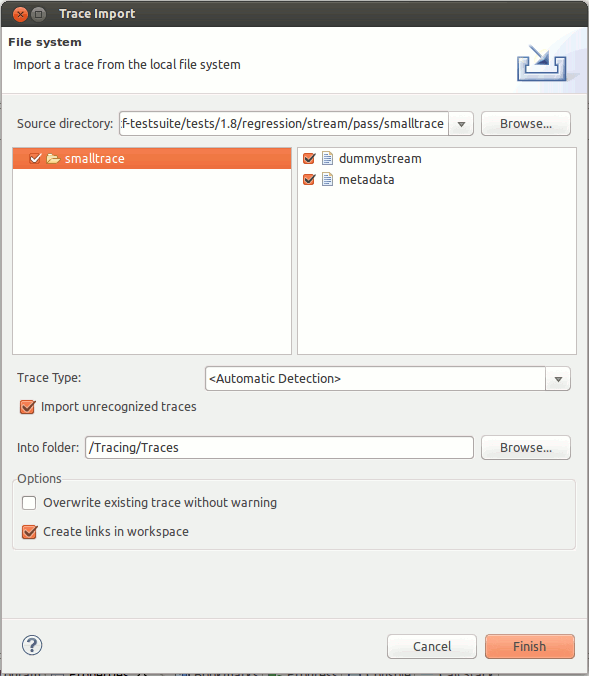 Trace Import
File system
Import a trace from the local file system
Source directory: :f-testsuite/tests/1.8/regression/stream/pass/smalltrace Browse...
smalltrace
dummystream
metadata
Trace Type: <Automatic Detection>
Import unrecognized traces
Into folder: /Tracing/Traces Browse...
Options
Overwrite existing trace without warning
Create links in workspace
? Cancel Finish